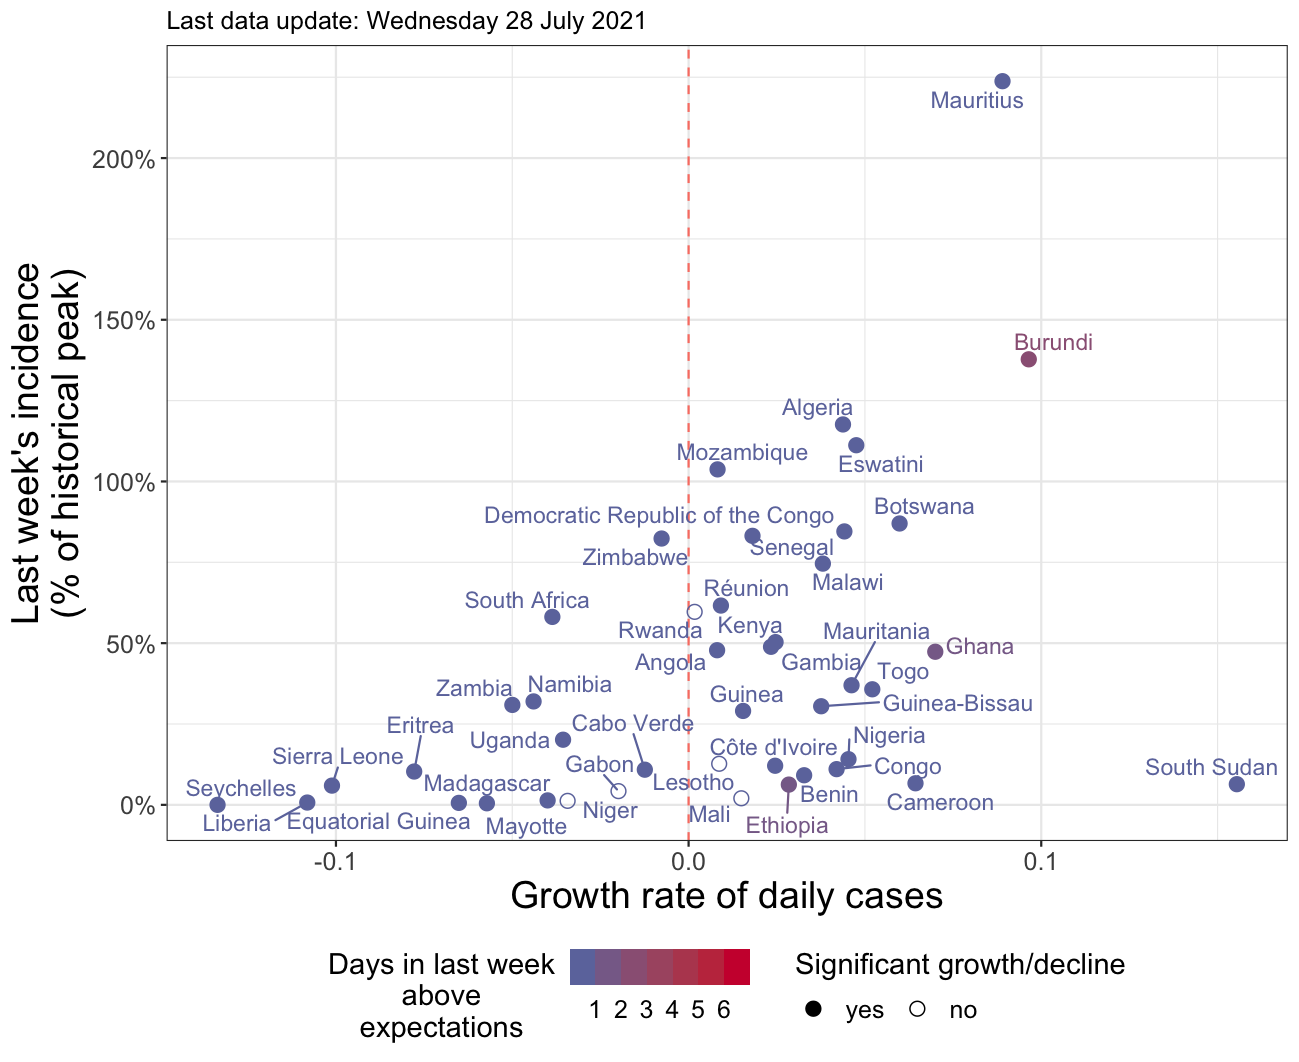 Last data update: Wednesday 28 July 2021
Last week's incidence
(% of historical peak)
200%
150%
100%
50%
0%
Mauritius
Burundi
Algeria
Eswatini
Mozambique
Botswana
Democratic Republic of the Congo
Senegal
Zimbabwe
Malawi
Réunion
South Africa
Rwanda
Kenya
Mauritania
Ghana
Angola
Gambia
Togo
Zambia
Namibia
Guinea
Guinea-Bissau
Eritrea
Cabo Verde
Uganda
Côte d'Ivoire
Nigeria
Sierra Leone
Gabon
Congo
South Sudan
Seychelles
Madagascar
Lesotho
Benin
Cameroon
Liberia
Equatorial Guinea
Mayotte
Niger
Mali
Ethiopia
-0.1
0.0
0.1
Growth rate of daily cases
Days in last week
above
expectations
1 2 3 4 5 6
Significant growth/decline
yes
no